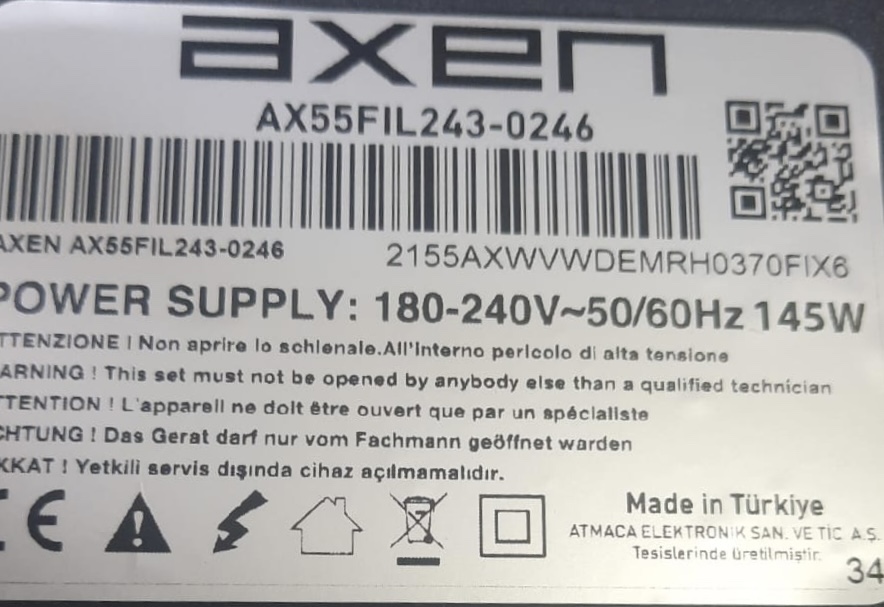 axen
AX55FIL243-0246
AXEN AX55FIL243-0246
2155AXWVWDEMRH0370FIX6
POWER SUPPLY: 180-240V~50/60Hz 145W
TTENZIONE ! Non aprire lo schienale.All'interno pericolo di alta tensione
ARNING ! This set must not be opened by anybody else than a qualified technician
TTENTION ! L'appareil ne doit être ouvert que par un spécialiste
CHTUNG ! Das Gerat darf nur vom Fachmann geöffnet warden
KKAT ! Yetkili servis dışında cihaz açılmamalıdır.
CE
Made in Türkiye
ATMACA ELEKTRONİK SAN. VE TİC A.Ş.
Tesislerinde üretilmiştir.
34